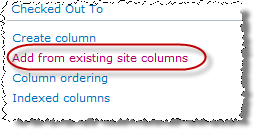 Checked Out To
Create column
Add from existing site columns
Column ordering
Indexed columns